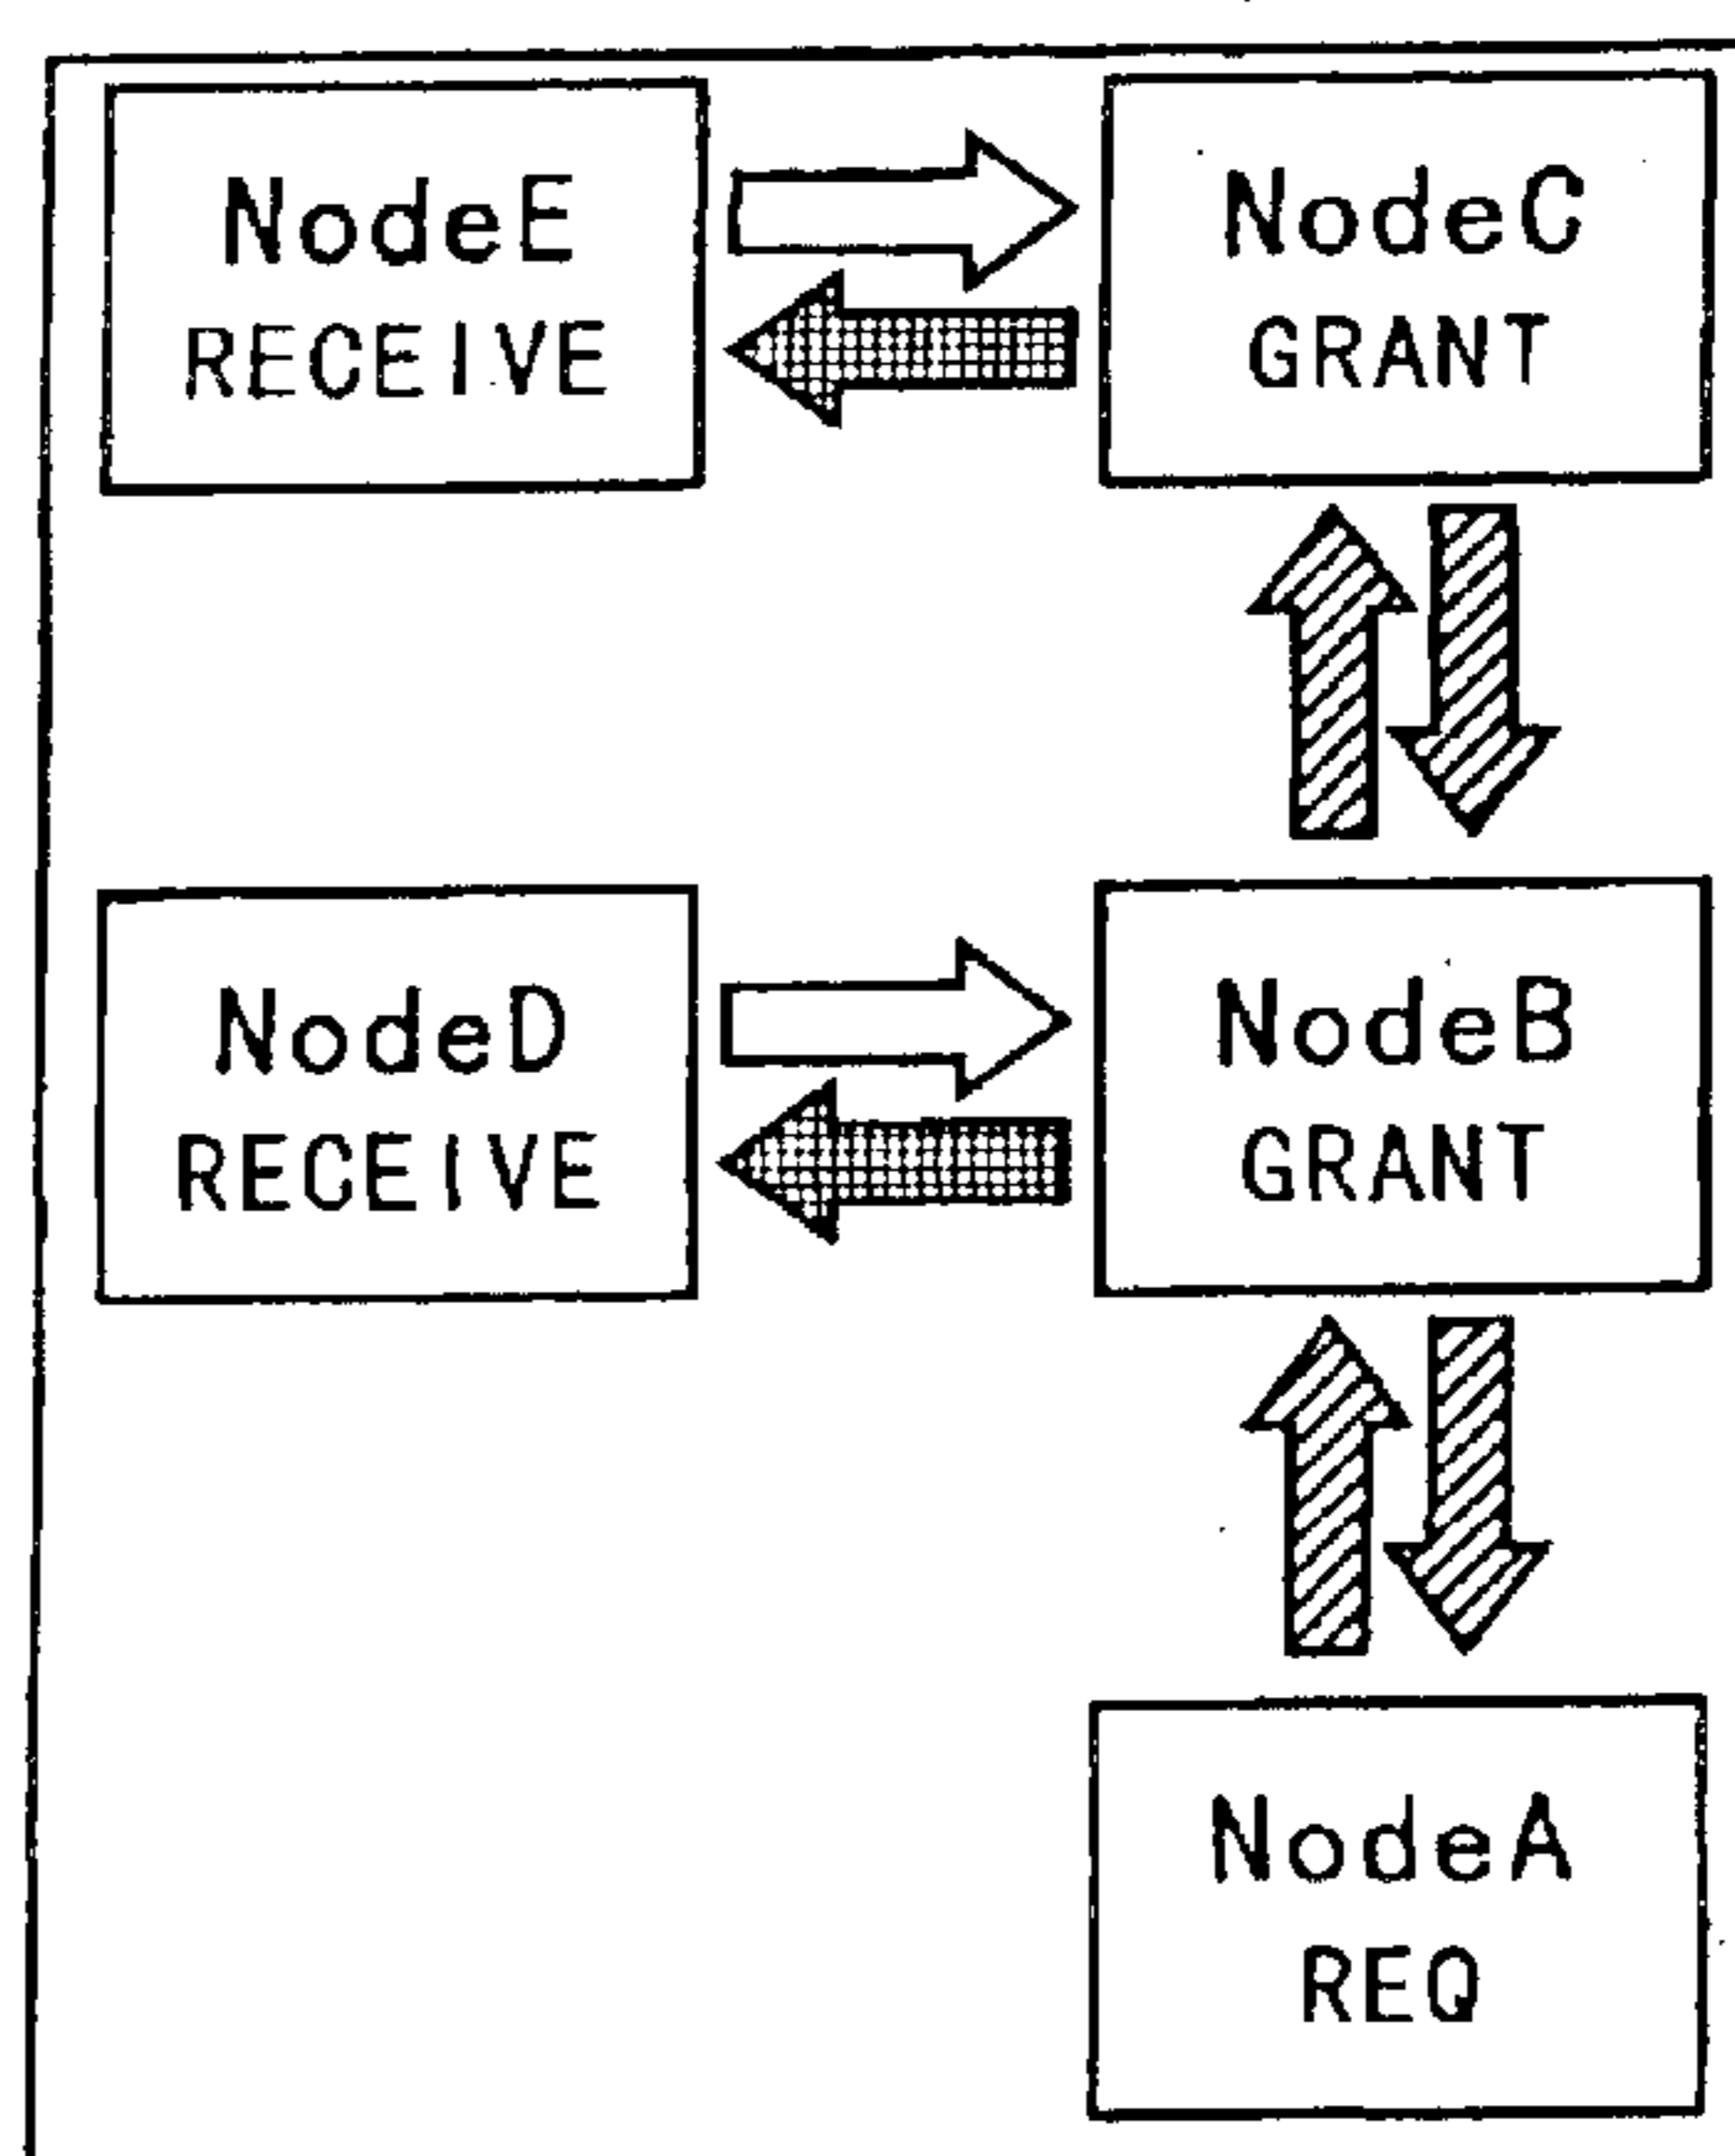 NodeE
RECEIVE
NodeC
GRANT
NodeD
RECEIVE
NodeB
GRANT
NodeA
REQ